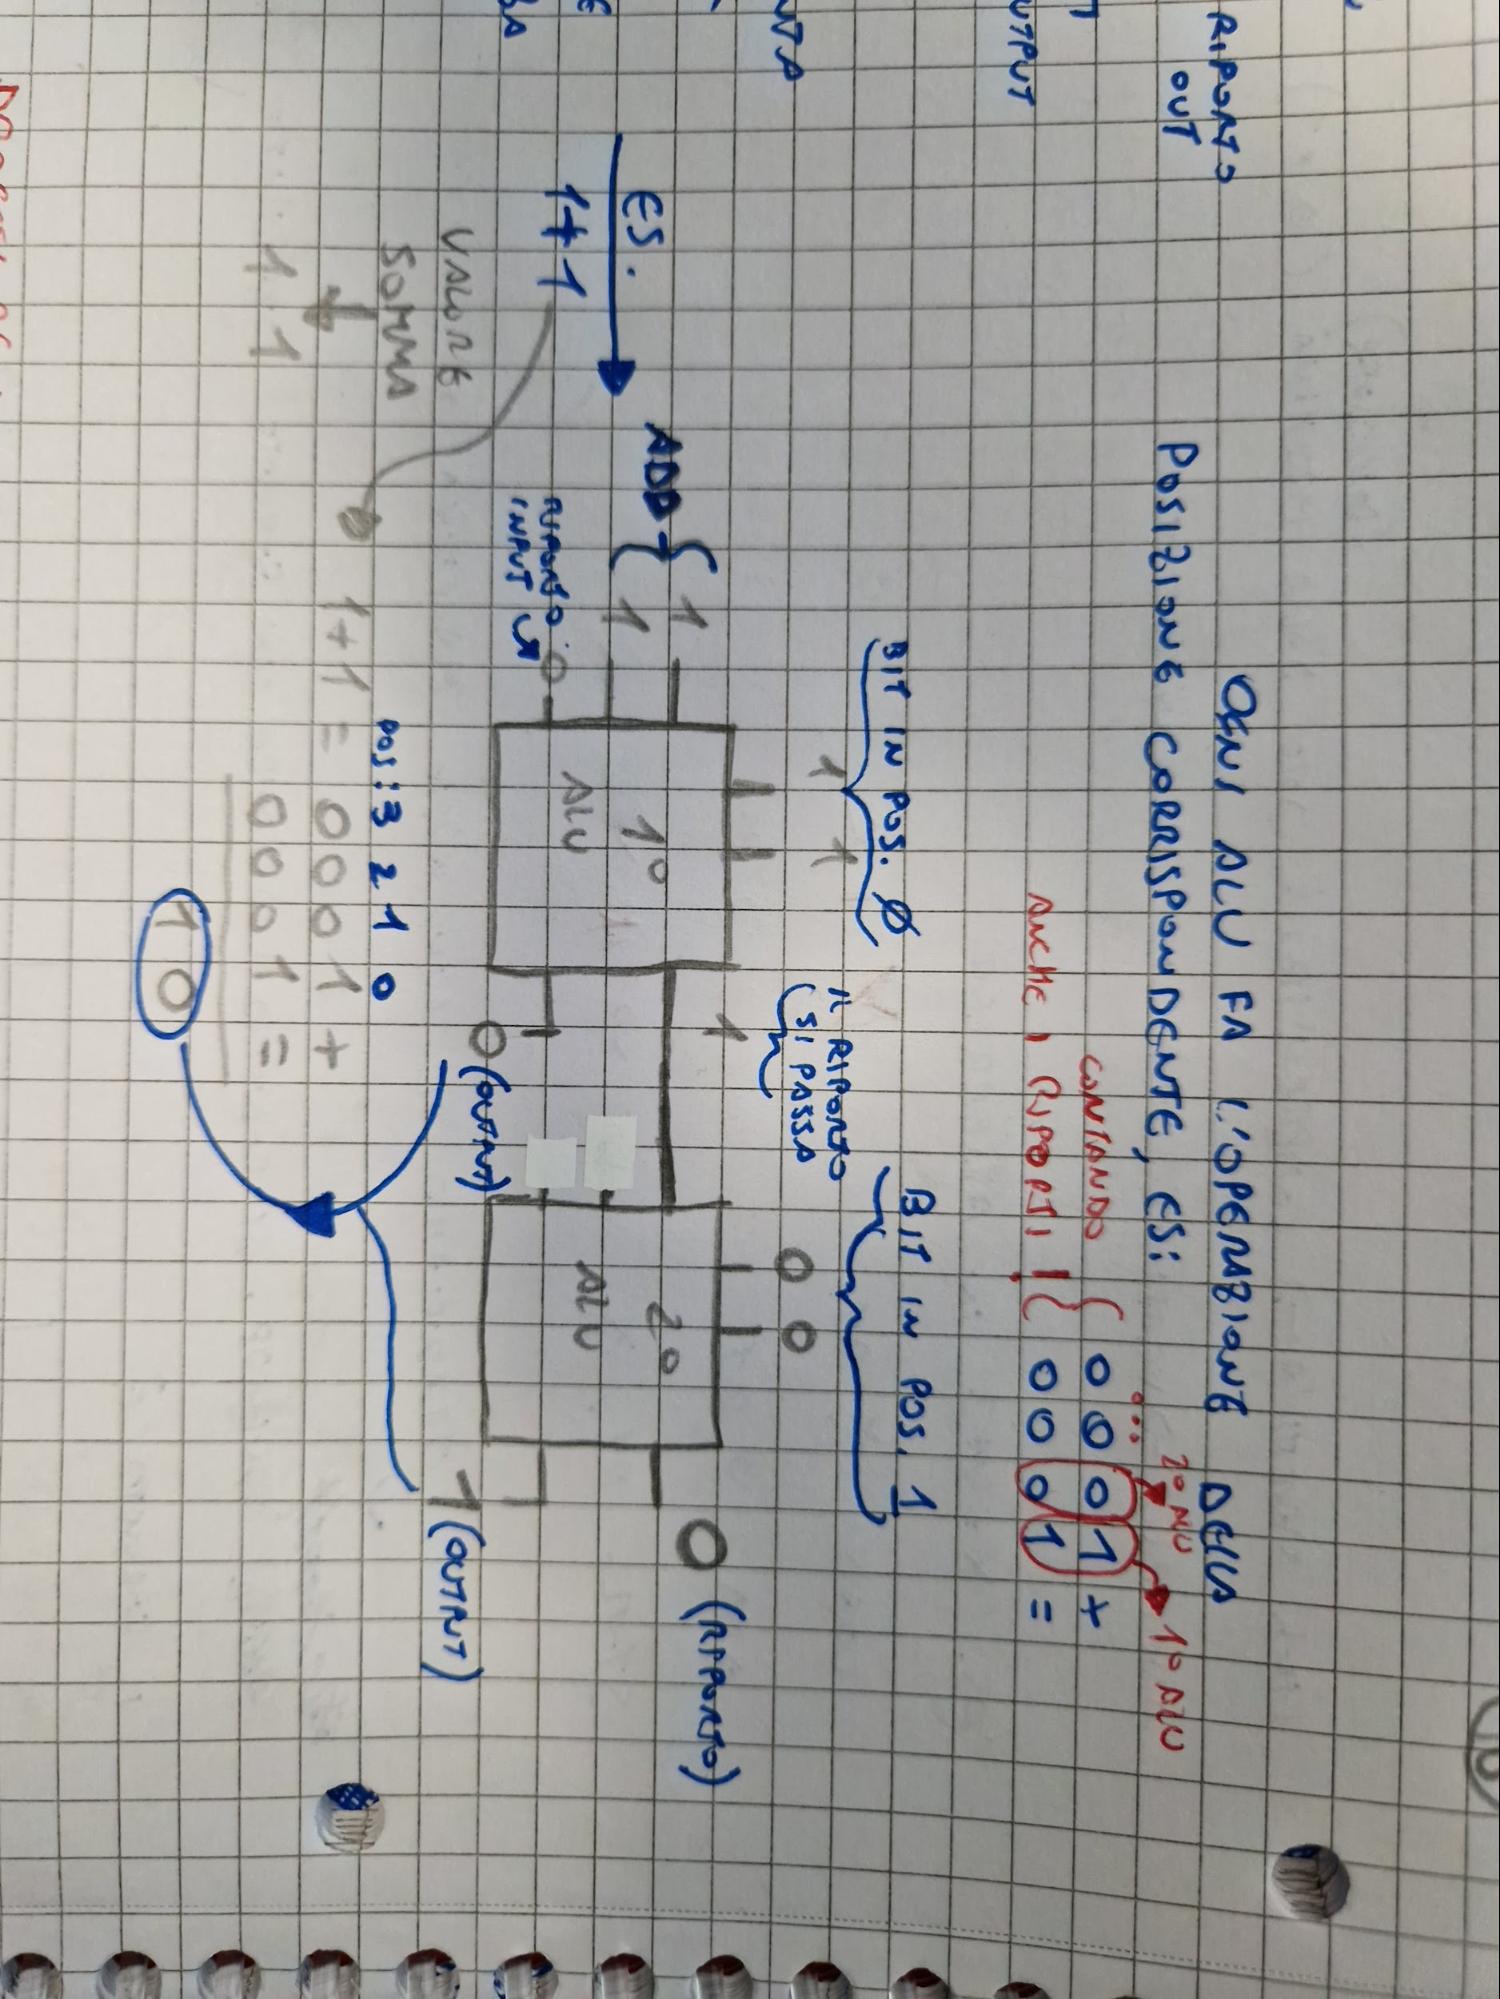 RIPORTO
OUT
OGNI ALU FA L'OPERAZIONE DELLA
POSIZIONE CORRISPONDENTE, ES:
2° ALU
1° ALU
CONTANDO
ANCHE I RIPORTI!
0 0 0 1 +
0 0 0 1 =
BIT IN POS. 0
BIT IN POS. 1
IL RIPORTO
SI PASSA
1 1
0 0
ES.
1+1
ADD
1
1
RIPORTO
INPUT
0
1°
ALU
1
0 (OUTPUT)
2°
ALU
0 (RIPORTO)
1 (OUTPUT)
VALORE
SOMMA
1 1
POS: 3 2 1 0
1+1 = 0 0 0 1 +
0 0 0 1 =
1 0